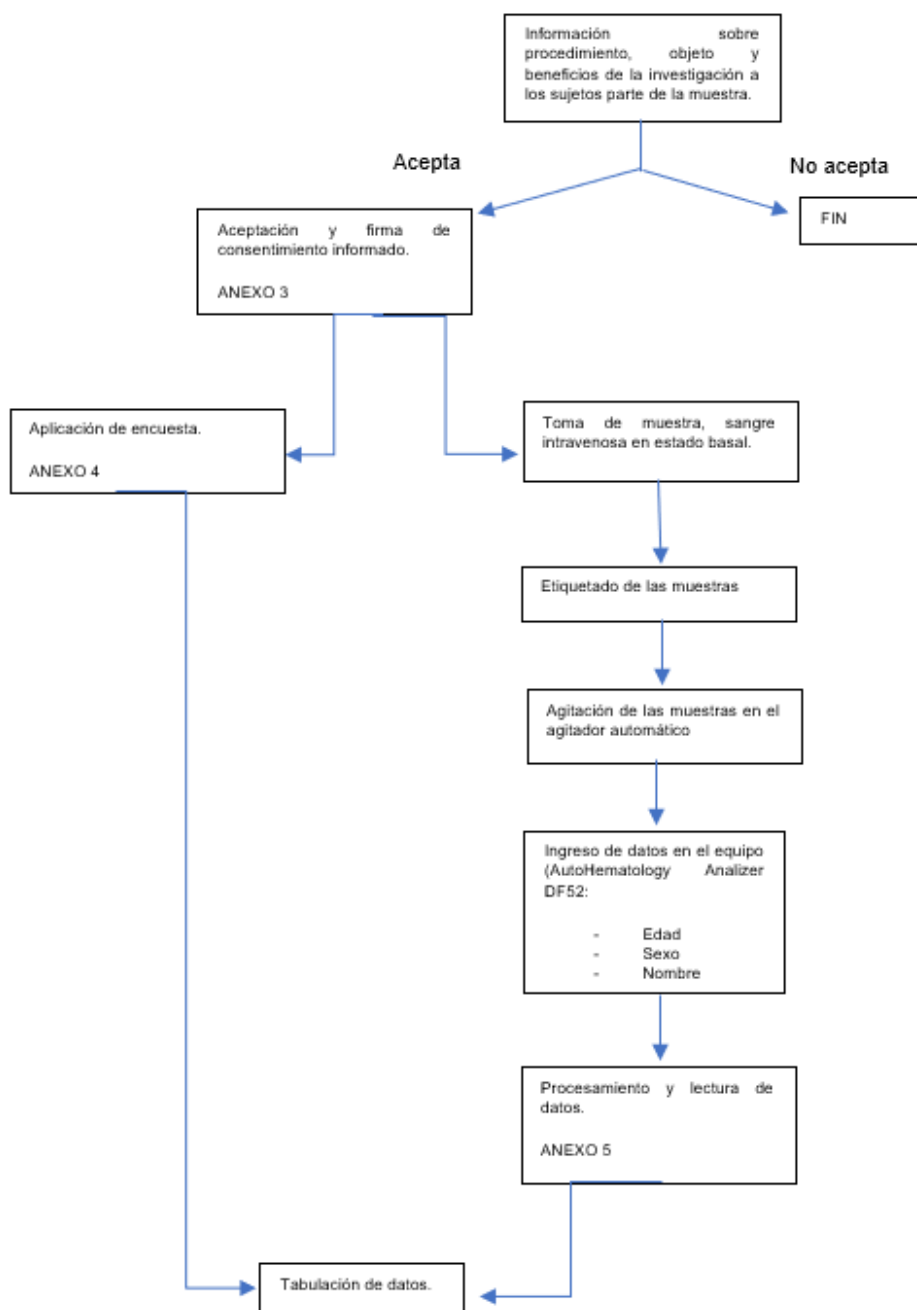 Información sobre
procedimiento, objeto y
beneficios de la investigación a
los sujetos parte de la muestra.
Acepta
No acepta
Aceptación y firma de
consentimiento informado.
ANEXO 3
FIN
Aplicación de encuesta.
ANEXO 4
Toma de muestra, sangre
intravenosa en estado basal.
Etiquetado de las muestras
Agitación de las muestras en el
agitador automático
Ingreso de datos en el equipo
(AutoHematology Analizer
DF52:
- Edad
- Sexo
- Nombre
Procesamiento y lectura de
datos.
ANEXO 5
Tabulación de datos.